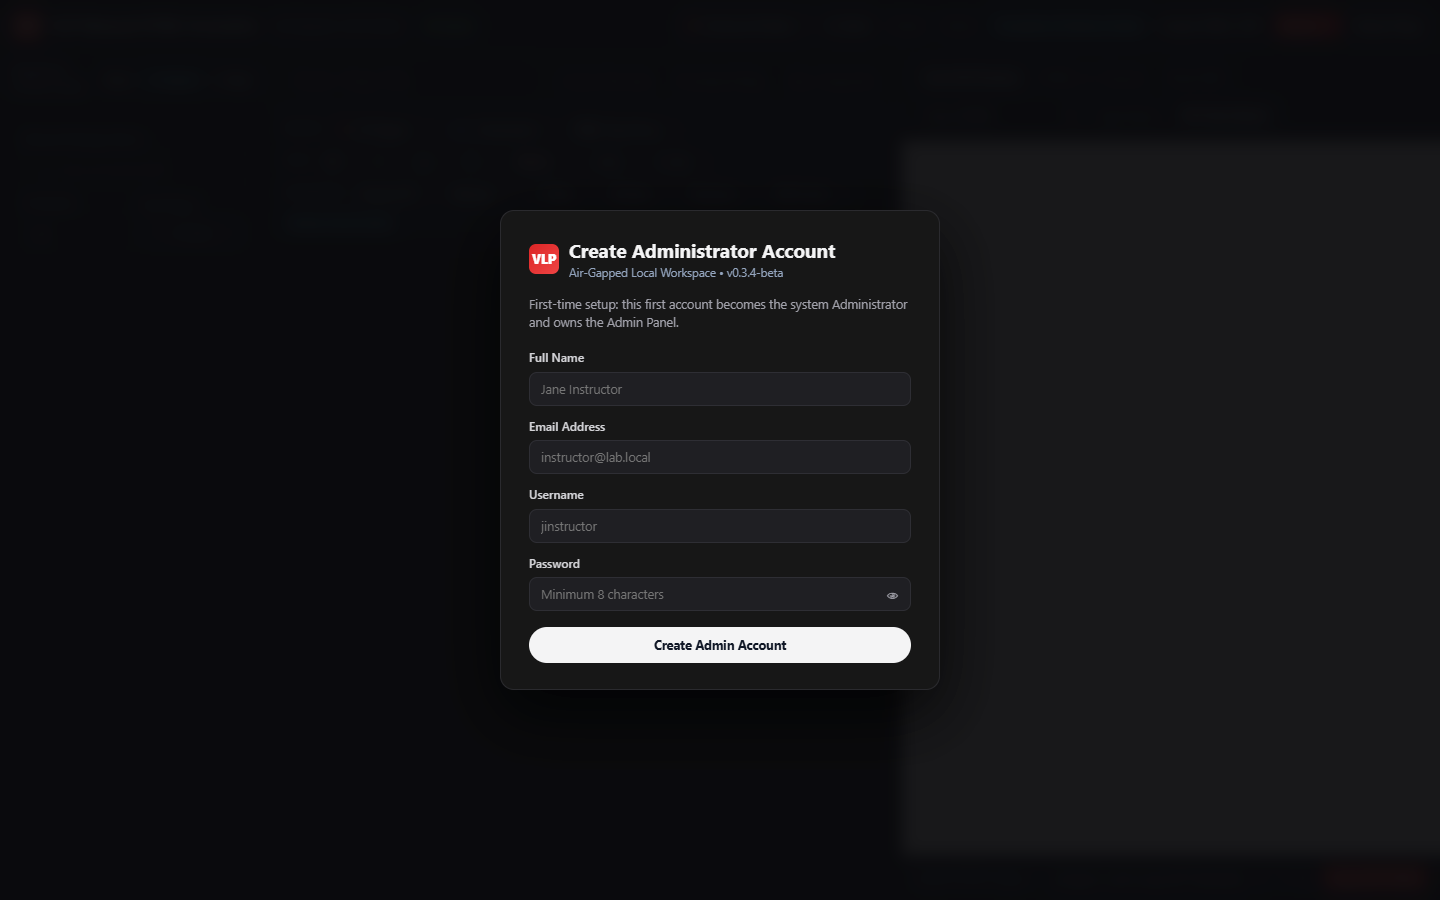 VLP
Create Administrator Account
Air-Gapped Local Workspace • v0.3.4-beta
First-time setup: this first account becomes the system Administrator
and owns the Admin Panel.
Full Name
Jane Instructor
Email Address
instructor@lab.local
Username
jinstructor
Password
Minimum 8 characters
Create Admin Account